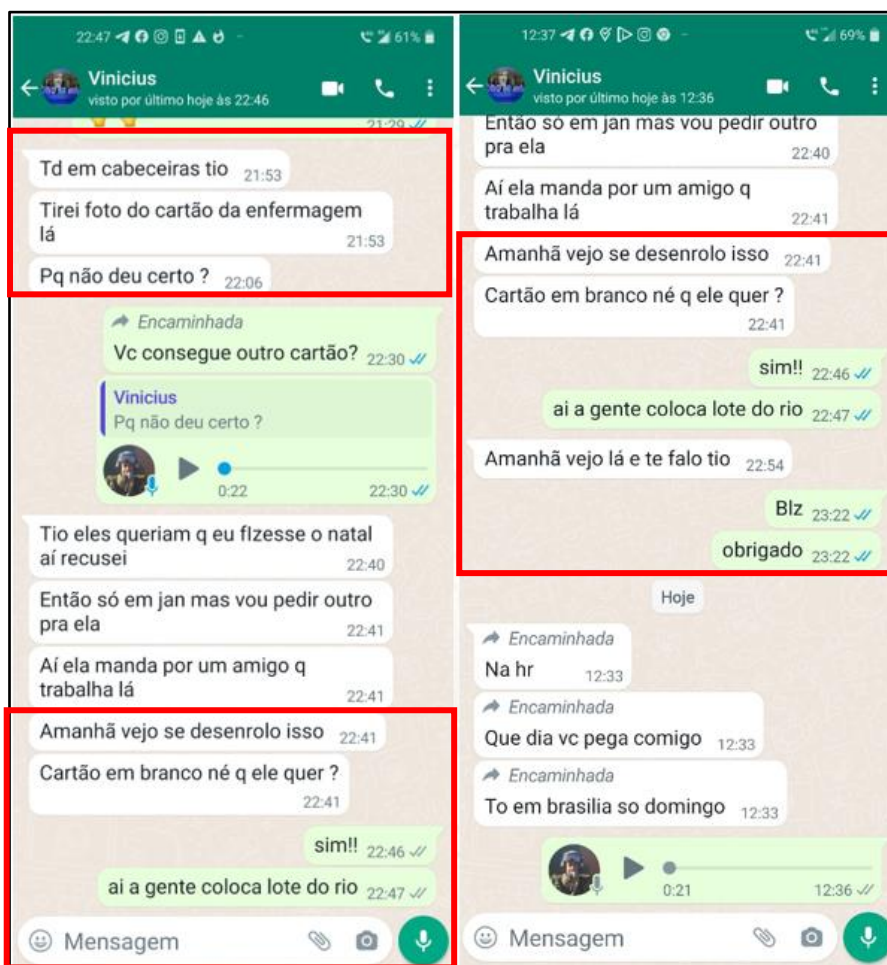 22:47
61%
Vinicius
visto por último hoje às 22:46
21:29
Td em cabeceiras tio 21:53
Tirei foto do cartão da enfermagem
lá 21:53
Pq não deu certo ? 22:06
Encaminhada
Vc consegue outro cartão? 22:30
Vinicius
Pq não deu certo ?
0:22 22:30
Tio eles queriam q eu fIzesse o natal
aí recusei 22:40
Então só em jan mas vou pedir outro
pra ela 22:41
Aí ela manda por um amigo q
trabalha lá 22:41
Amanhã vejo se desenrolo isso 22:41
Cartão em branco né q ele quer ?
22:41
sim!! 22:46
ai a gente coloca lote do rio 22:47
Mensagem
12:37
69%
Vinicius
visto por último hoje às 12:36
Então só em jan mas vou pedir outro
pra ela 22:40
Aí ela manda por um amigo q
trabalha lá 22:41
Amanhã vejo se desenrolo isso 22:41
Cartão em branco né q ele quer ?
22:41
sim!! 22:46
ai a gente coloca lote do rio 22:47
Amanhã vejo lá e te falo tio 22:54
Blz 23:22
obrigado 23:22
Hoje
Encaminhada
Na hr 12:33
Encaminhada
Que dia vc pega comigo 12:33
Encaminhada
To em brasilia so domingo 12:33
0:21 12:36
Mensagem